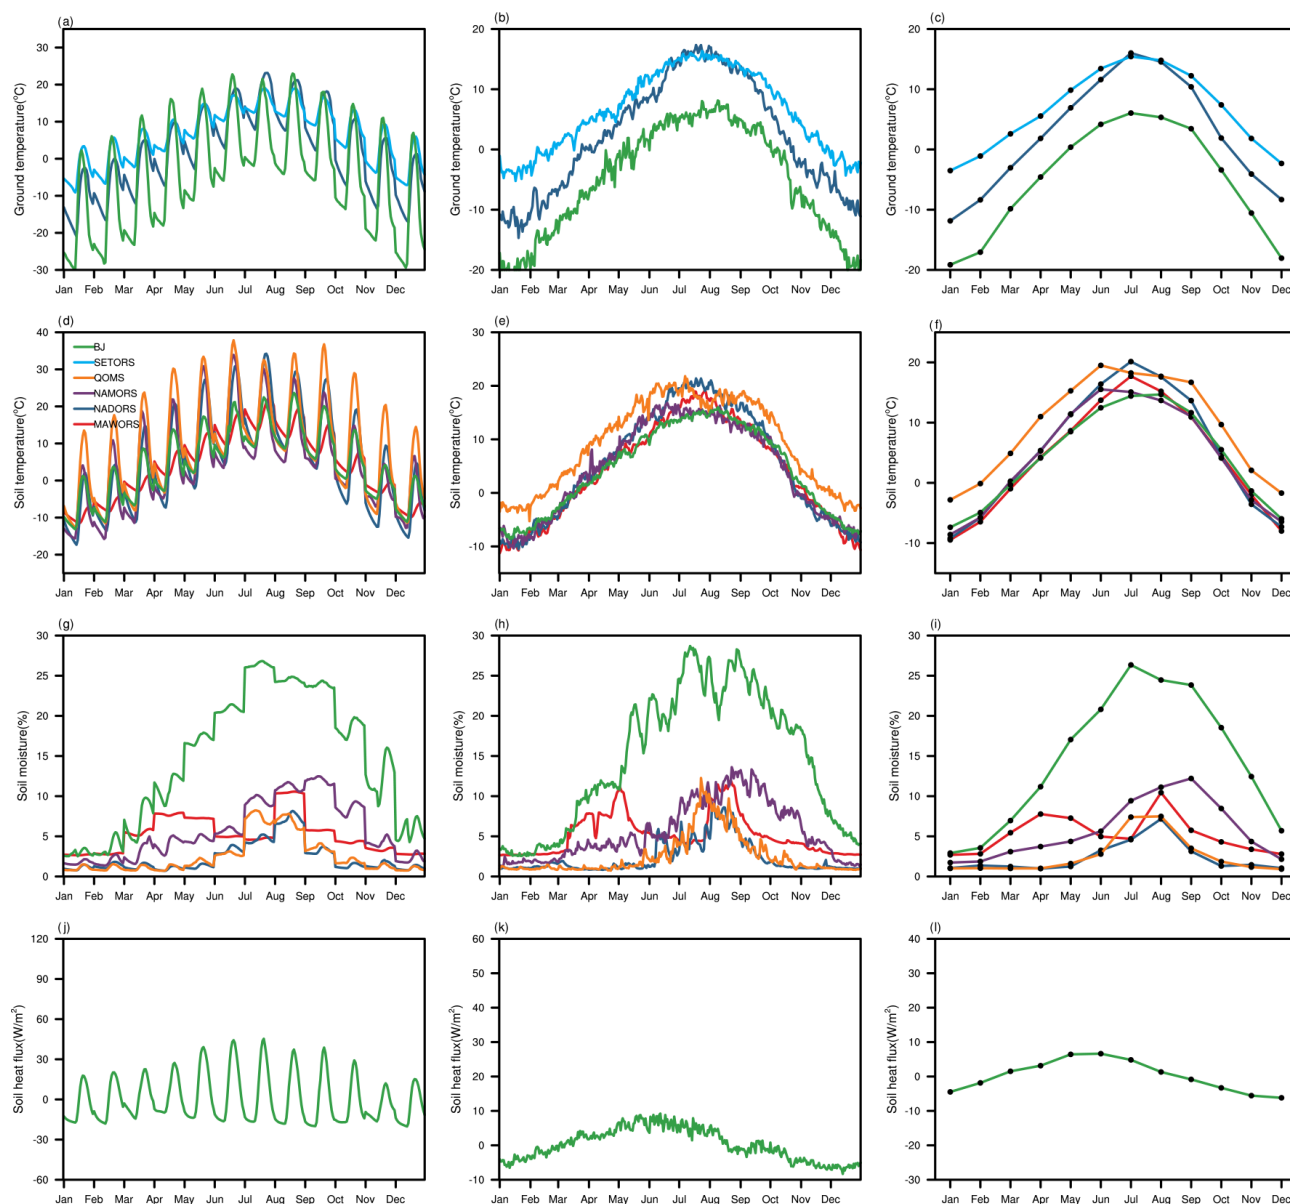 (a)
Ground temperature(°C)
30
20
10
0
-10
-20
-30
Jan Feb Mar Apr May Jun Jul Aug Sep Oct Nov Dec
(b)
Ground temperature(°C)
20
10
0
-10
-20
Jan Feb Mar Apr May Jun Jul Aug Sep Oct Nov Dec
(c)
Ground temperature(°C)
20
10
0
-10
-20
Jan Feb Mar Apr May Jun Jul Aug Sep Oct Nov Dec
(d)
Soil temperature(°C)
40
30
20
10
0
-10
-20
BJ
SETORS
QOMS
NAMORS
NADORS
MAWORS
Jan Feb Mar Apr May Jun Jul Aug Sep Oct Nov Dec
(e)
Soil temperature(°C)
30
20
10
0
-10
Jan Feb Mar Apr May Jun Jul Aug Sep Oct Nov Dec
(f)
Soil temperature(°C)
20
10
0
-10
Jan Feb Mar Apr May Jun Jul Aug Sep Oct Nov Dec
(g)
Soil moisture(%)
30
25
20
15
10
5
0
Jan Feb Mar Apr May Jun Jul Aug Sep Oct Nov Dec
(h)
Soil moisture(%)
30
25
20
15
10
5
0
Jan Feb Mar Apr May Jun Jul Aug Sep Oct Nov Dec
(i)
Soil moisture(%)
30
25
20
15
10
5
0
Jan Feb Mar Apr May Jun Jul Aug Sep Oct Nov Dec
(j)
Soil heat flux(W/m²)
120
90
60
30
0
-30
-60
Jan Feb Mar Apr May Jun Jul Aug Sep Oct Nov Dec
(k)
Soil heat flux(W/m²)
60
50
40
30
20
10
0
-10
Jan Feb Mar Apr May Jun Jul Aug Sep Oct Nov Dec
(l)
Soil heat flux(W/m²)
40
30
20
10
0
-10
-20
-30
Jan Feb Mar Apr May Jun Jul Aug Sep Oct Nov Dec